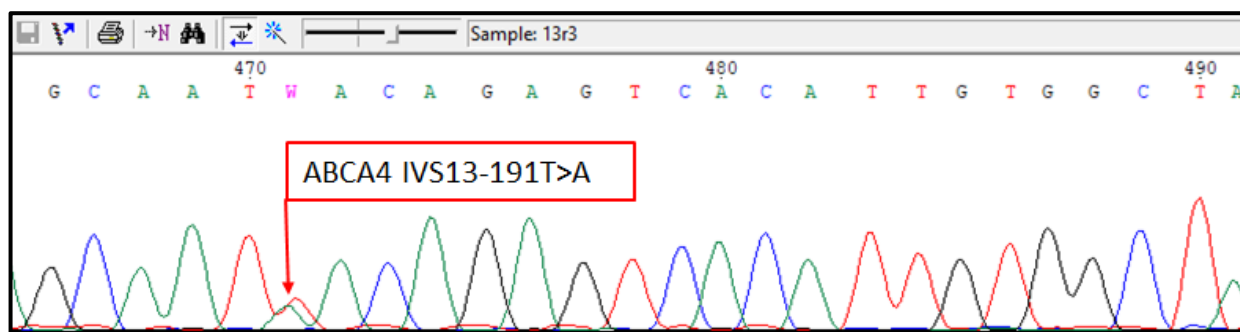 →N Sample: 13r3
470 480 490
G C A A T W A C A G A G T C A C A T T G T G G C T A
ABCA4 IVS13-191T>A